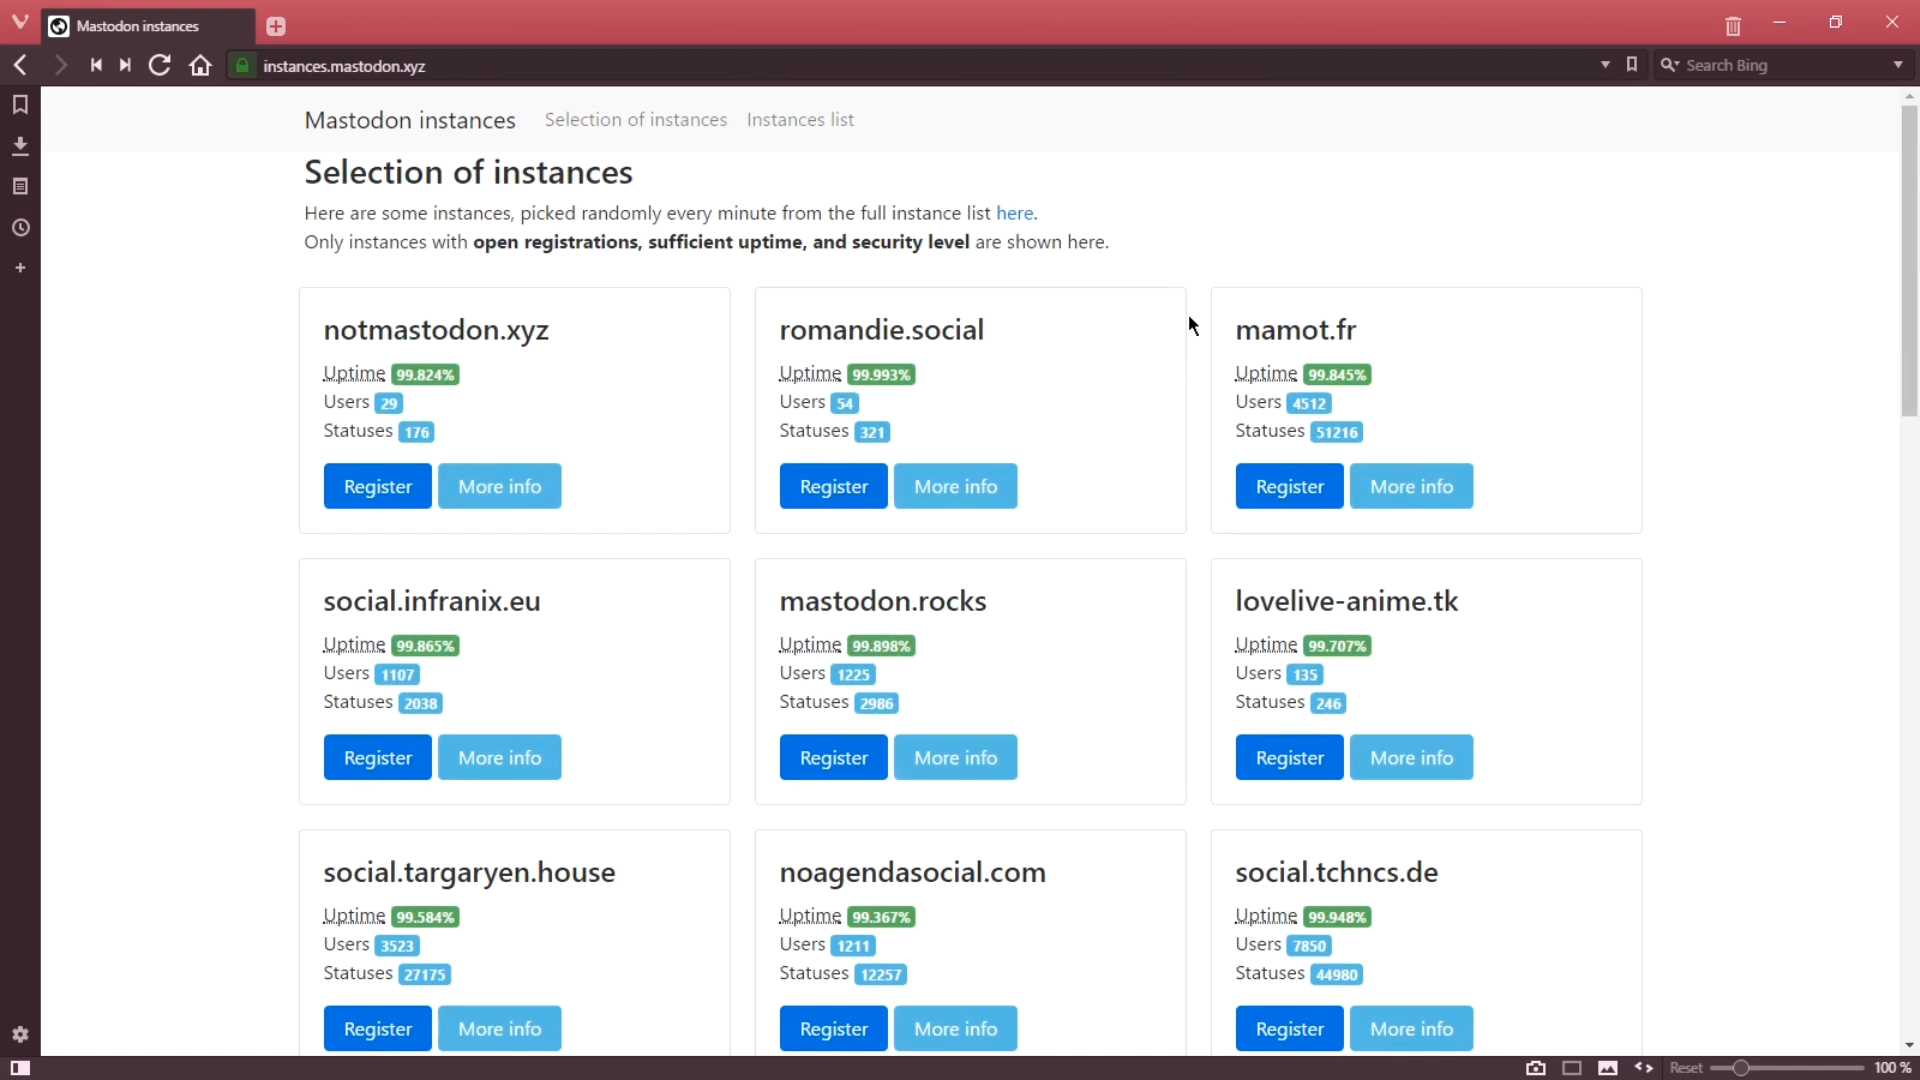 Mastodon instances
instances.mastodon.xyz
Search Bing
Mastodon instances Selection of instances Instances list
Selection of instances
Here are some instances, picked randomly every minute from the full instance list here.
Only instances with open registrations, sufficient uptime, and security level are shown here.
notmastodon.xyz
Uptime 99.824%
Users 29
Statuses 176
Register More info
romandie.social
Uptime 99.993%
Users 54
Statuses 321
Register More info
mamot.fr
Uptime 99.845%
Users 4512
Statuses 51216
Register More info
social.infranix.eu
Uptime 99.865%
Users 1107
Statuses 2038
Register More info
mastodon.rocks
Uptime 99.898%
Users 1225
Statuses 2986
Register More info
lovelive-anime.tk
Uptime 99.707%
Users 135
Statuses 246
Register More info
social.targaryen.house
Uptime 99.584%
Users 3523
Statuses 27175
Register More info
noagendasocial.com
Uptime 99.367%
Users 1211
Statuses 12257
Register More info
social.tchncs.de
Uptime 99.948%
Users 7850
Statuses 44980
Register More info
Reset 100 %